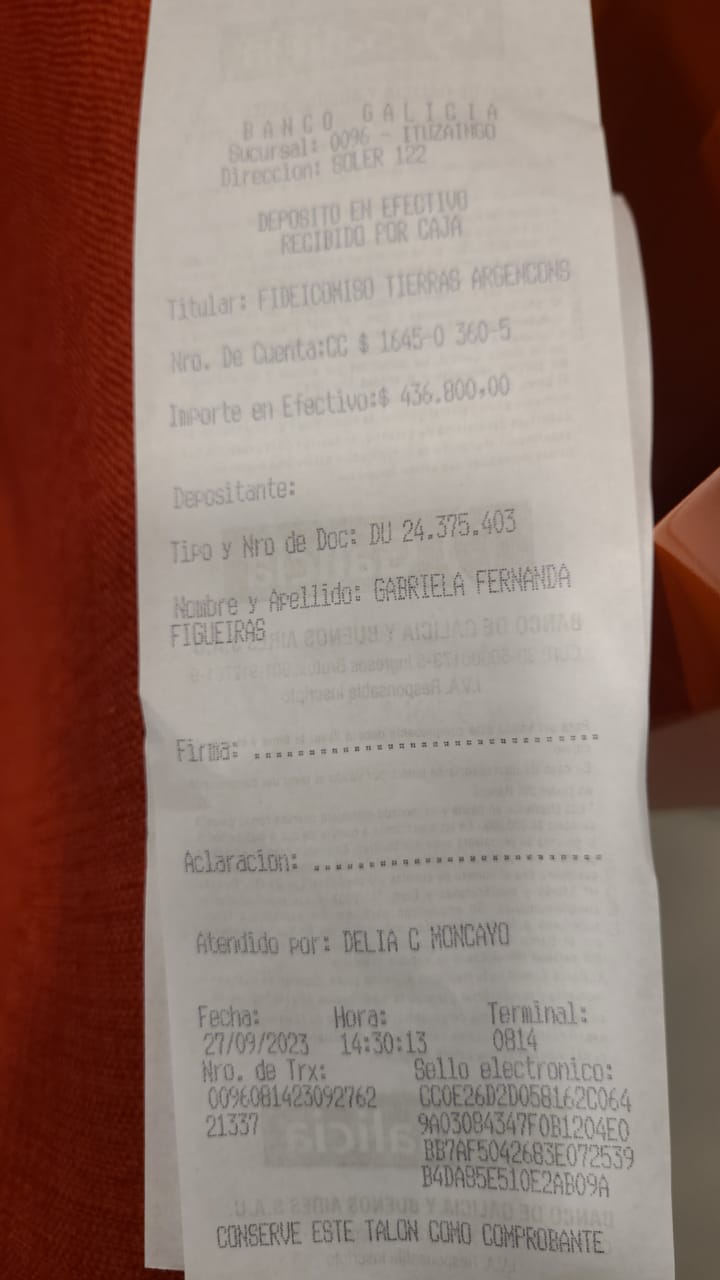 BANCO GALICIA
Sucursal: 0096 - ITUZAINGO
Direccion: SOLER 122
DEPOSITO EN EFECTIVO
RECIBIDO POR CAJA
Titular: FIDEICOMISO TIERRAS ARGENCONS
Nro. De Cuenta:CC $ 1645-0 360-5
Importe en Efectivo:$ 436.800,00
Depositante:
Tipo y Nro de Doc: DU 24.375.403
Nombre y Apellido: GABRIELA FERNANDA
FIGUEIRAS
Firma: ................................
Aclaracion: ...........................
Atendido por: DELIA C MONCAYO
Fecha: Hora: Terminal:
27/09/2023 14:30:13 0814
Nro. de Trx: Sello electronico:
0096081423092762 CC0E26D2D058162C064
21337 9A03084347F0B1204E0
BB7AF5042683E072539
B4DA85E510E2AB09A
CONSERVE ESTE TALON COMO COMPROBANTE